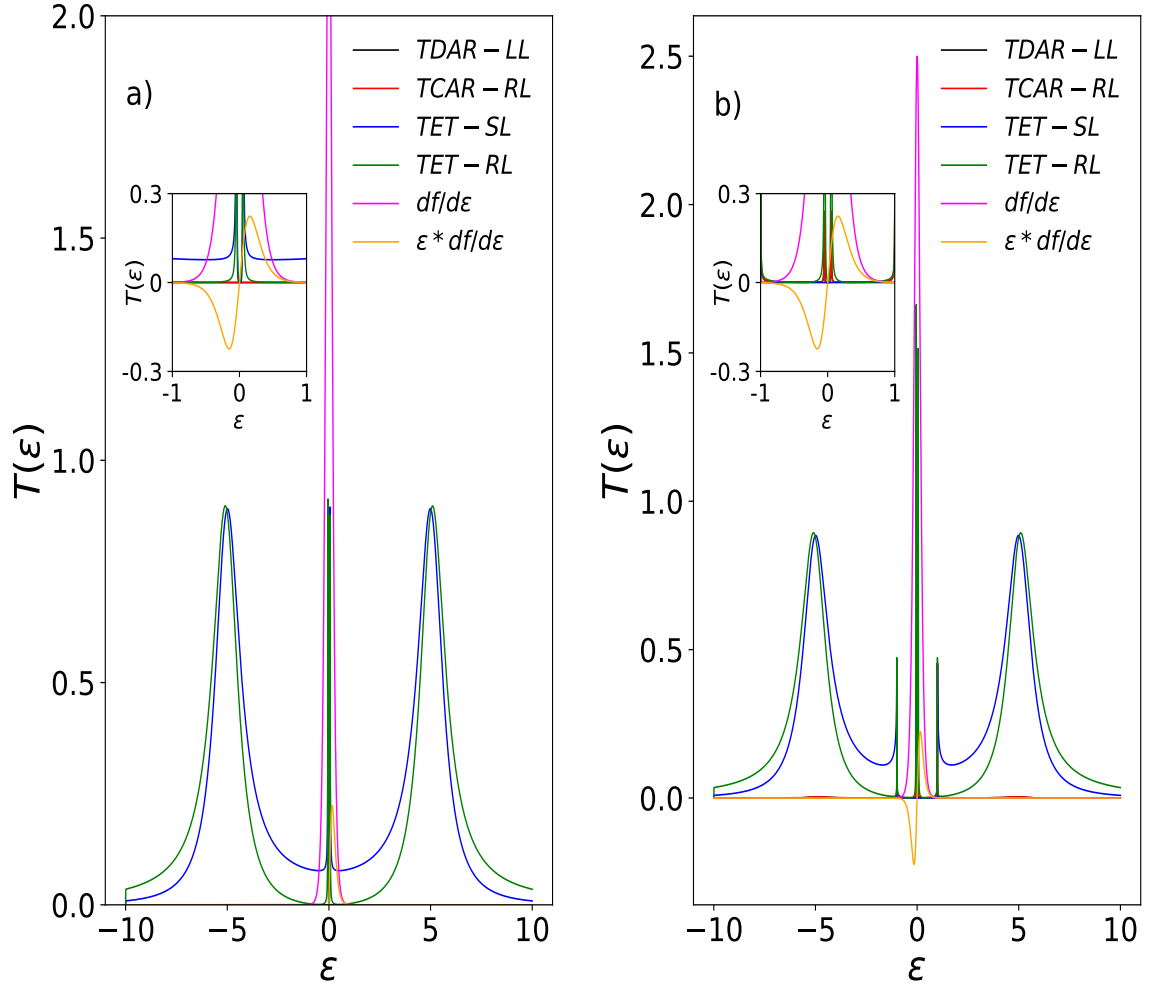 a)
TDAR − LL
TCAR − RL
TET − SL
TET − RL
df/dε
ε * df/dε
2.0
1.5
1.0
0.5
0.0
−10
−5
0
5
10
T(ε)
ε
0.3
0
-0.3
-1
0
1
T(ε)
ε
b)
TDAR − LL
TCAR − RL
TET − SL
TET − RL
df/dε
ε * df/dε
2.5
2.0
1.5
1.0
0.5
0.0
−10
−5
0
5
10
T(ε)
ε
0.3
0
-0.3
-1
0
1
T(ε)
ε